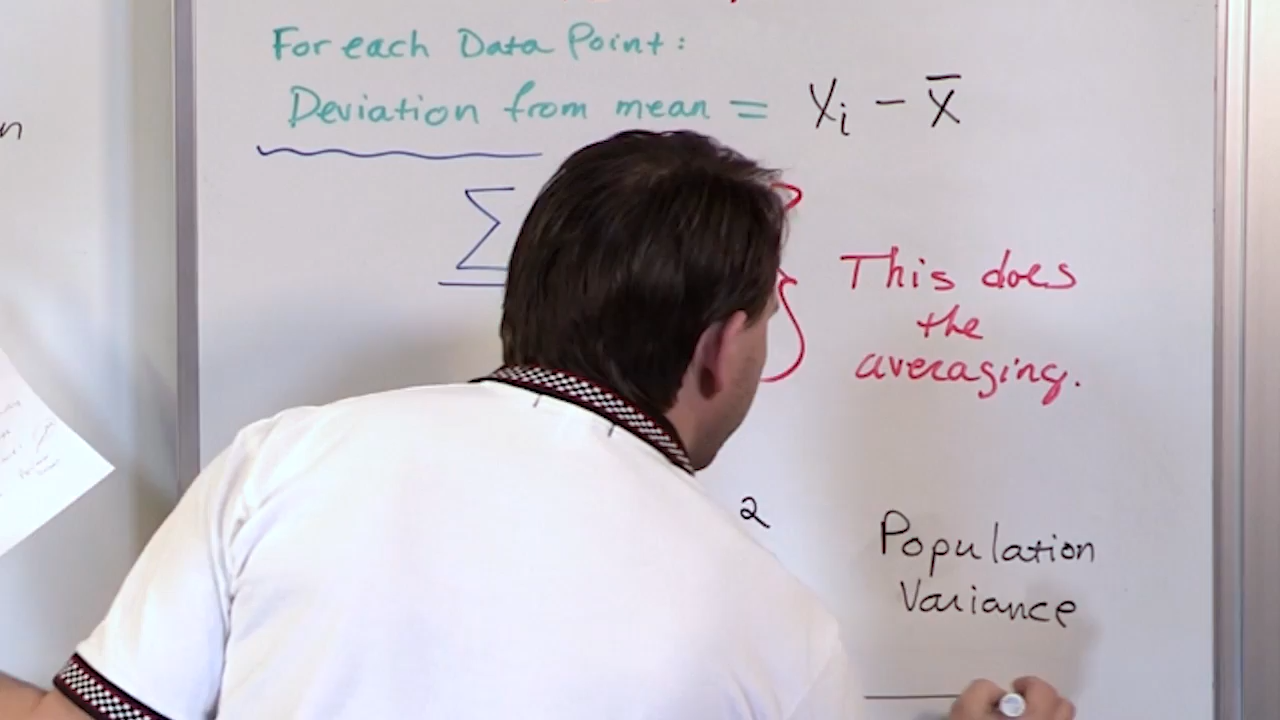 n
For each Data Point:
Deviation from mean = Xi - x̄
Σ
This does
the
averaging.
2
Population
Variance